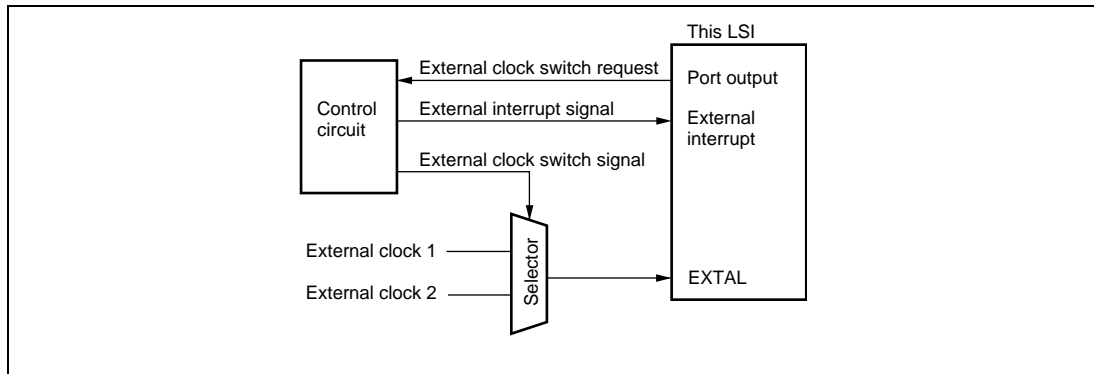 This LSI
External clock switch request
Port output
Control
circuit
External interrupt signal
External
interrupt
External clock switch signal
External clock 1
External clock 2
Selector
EXTAL